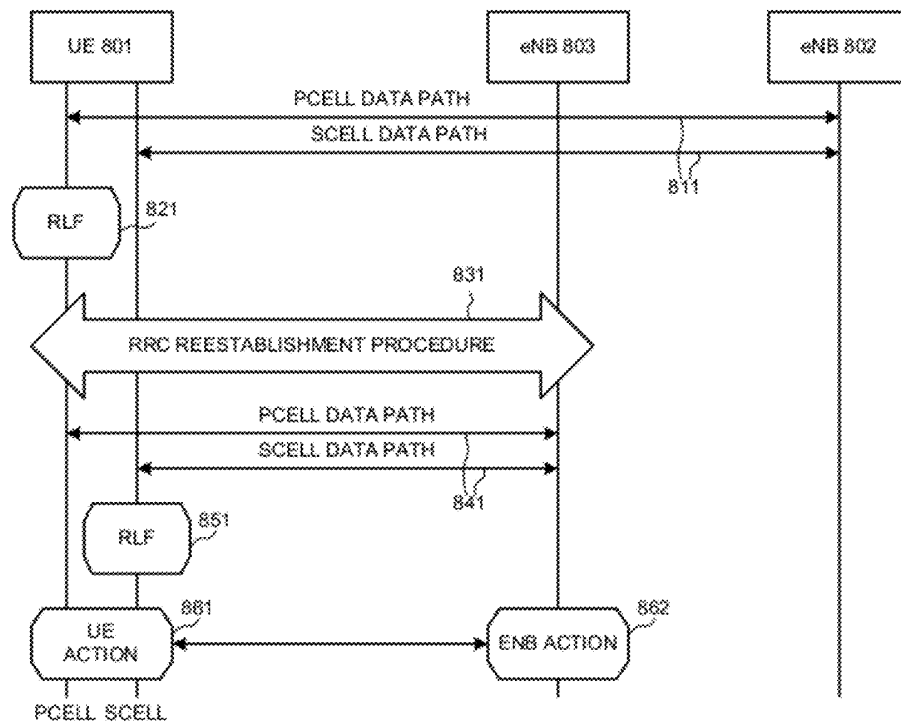 UE 801
eNB 803
eNB 802
PCELL DATA PATH
SCELL DATA PATH
811
RLF
821
831
RRC REESTABLISHMENT PROCEDURE
PCELL DATA PATH
SCELL DATA PATH
841
RLF
851
UE
ACTION
861
ENB ACTION
862
PCELL SCELL